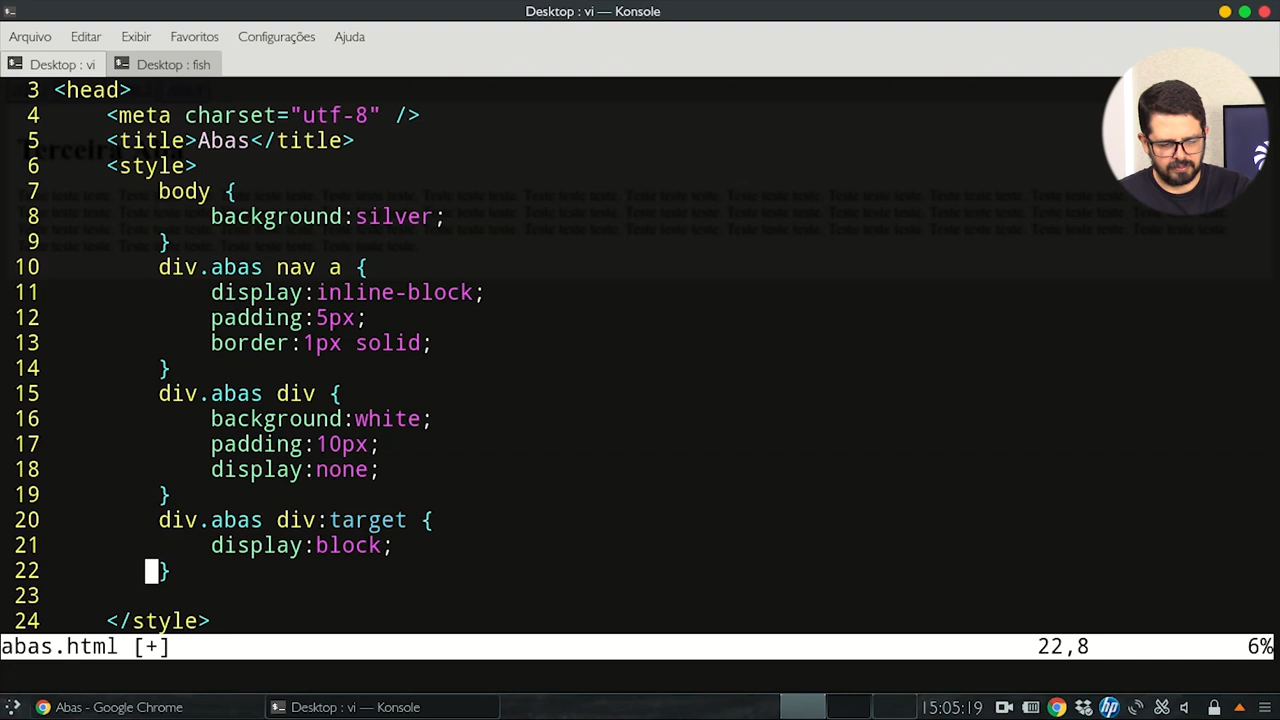 Desktop : vi — Konsole
Arquivo Editar Exibir Favoritos Configurações Ajuda
Desktop : vi Desktop : fish
3 <head>
4 <meta charset="utf-8" />
5 <title>Abas</title>
6 <style>
7 body {
8 background:silver;
9 }
10 div.abas nav a {
11 display:inline-block;
12 padding:5px;
13 border:1px solid;
14 }
15 div.abas div {
16 background:white;
17 padding:10px;
18 display:none;
19 }
20 div.abas div:target {
21 display:block;
22 }
23
24 </style>
abas.html [+] 22,8 6%
Abas - Google Chrome Desktop : vi — Konsole 15:05:19